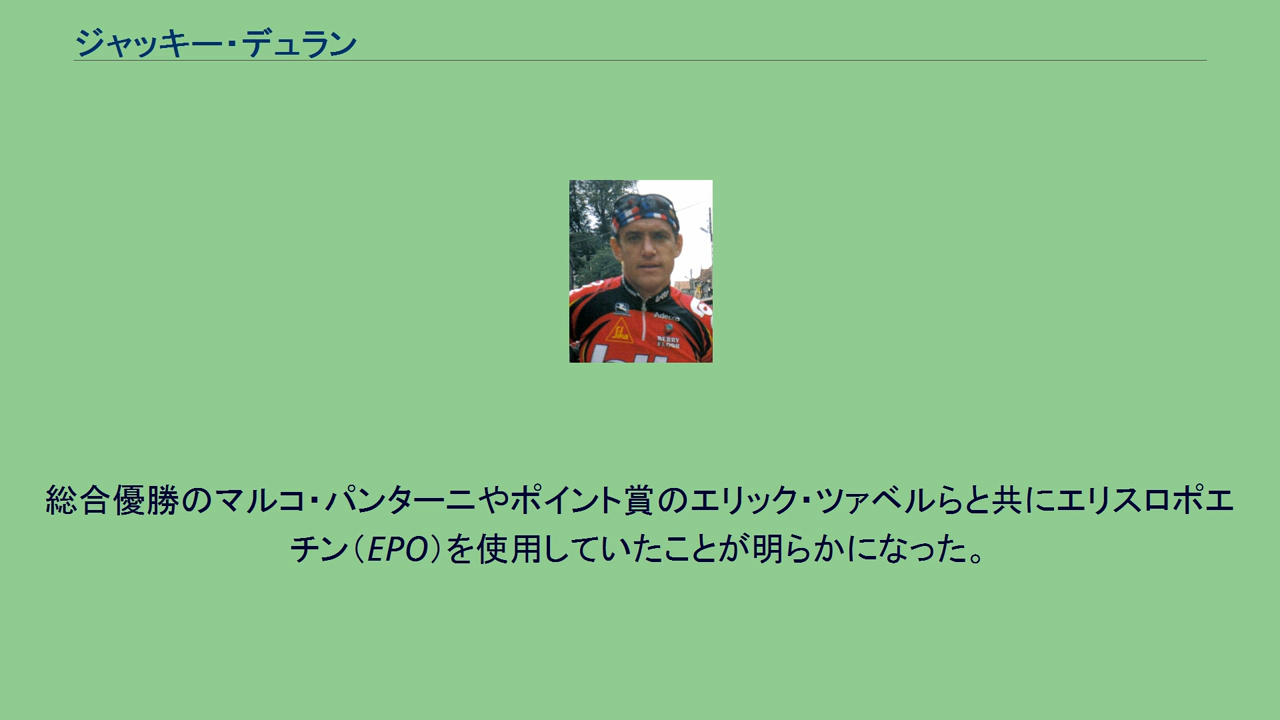 ジャッキー・デュラン
Adecco
Sika
総合優勝のマルコ・パンターニやポイント賞のエリック・ツァベルらと共にエリスロポエ
チン（EPO）を使用していたことが明らかになった。